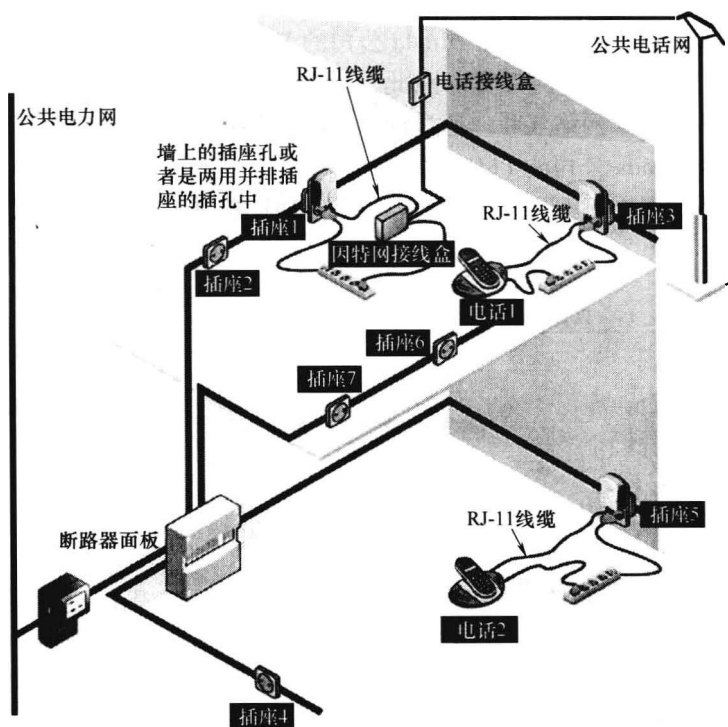 公共电话网
RJ-11线缆
电话接线盒
公共电力网
墙上的插座孔或
者是两用并排插
座的插孔中
插座1
RJ-11线缆
插座3
因特网接线盒
插座2
电话1
插座6
插座7
断路器面板
RJ-11线缆
插座5
电话2
插座4